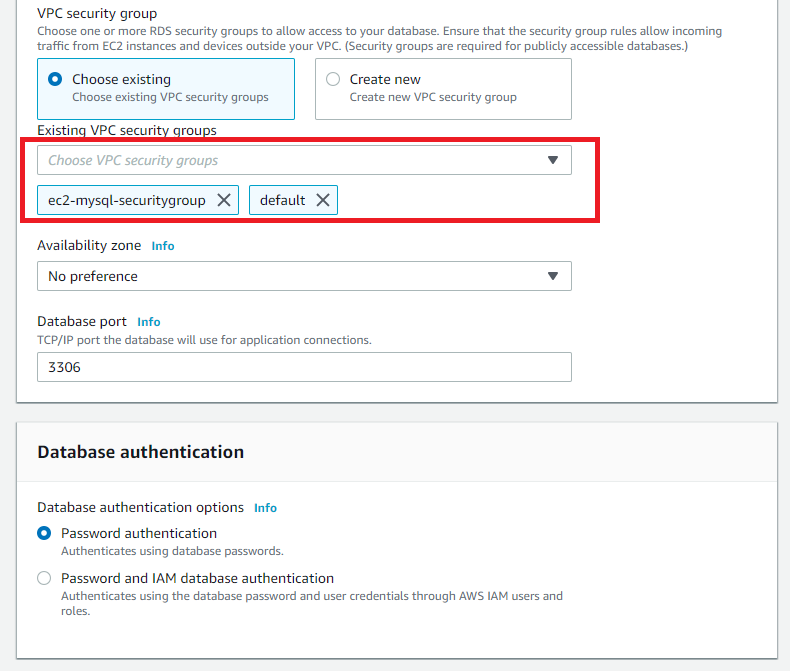 VPC security group
Choose one or more RDS security groups to allow access to your database. Ensure that the security group rules allow incoming
traffic from EC2 instances and devices outside your VPC. (Security groups are required for publicly accessible databases.)
Choose existing
Choose existing VPC security groups
Create new
Create new VPC security group
Existing VPC security groups
Choose VPC security groups
ec2-mysql-securitygroup
default
Availability zone Info
No preference
Database port Info
TCP/IP port the database will use for application connections.
3306
Database authentication
Database authentication options Info
Password authentication
Authenticates using database passwords.
Password and IAM database authentication
Authenticates using the database password and user credentials through AWS IAM users and
roles.